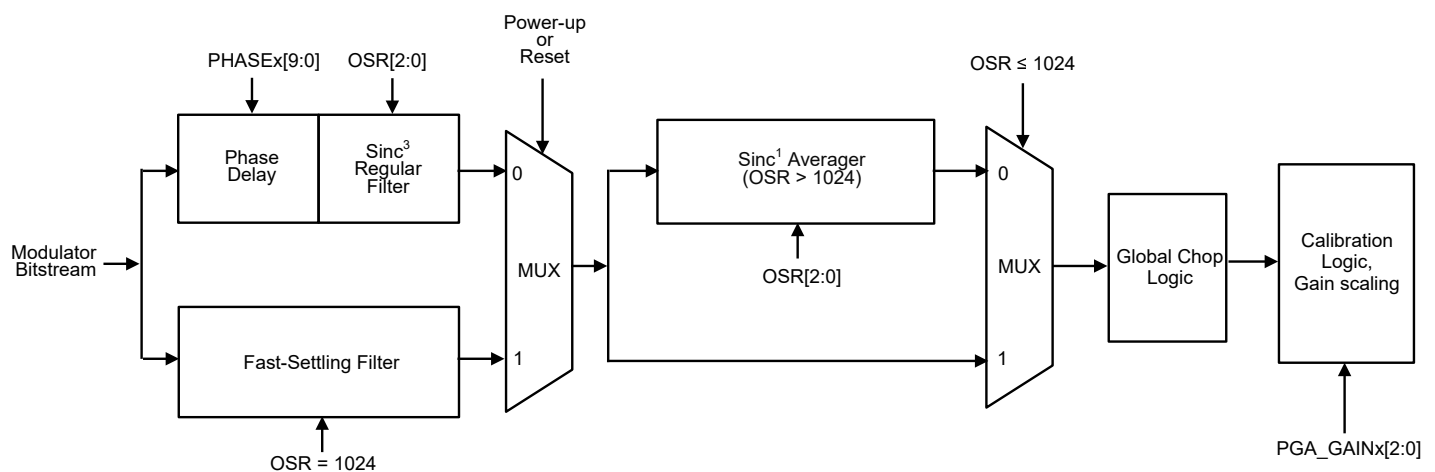 Power-up
or
Reset
PHASEx[9:0]
OSR[2:0]
OSR ≤ 1024
Phase
Delay
Sinc³
Regular
Filter
0
Sinc¹ Averager
(OSR > 1024)
0
Modulator
Bitstream
MUX
OSR[2:0]
MUX
Global Chop
Logic
Calibration
Logic,
Gain scaling
Fast-Settling Filter
1
1
OSR = 1024
PGA_GAINx[2:0]